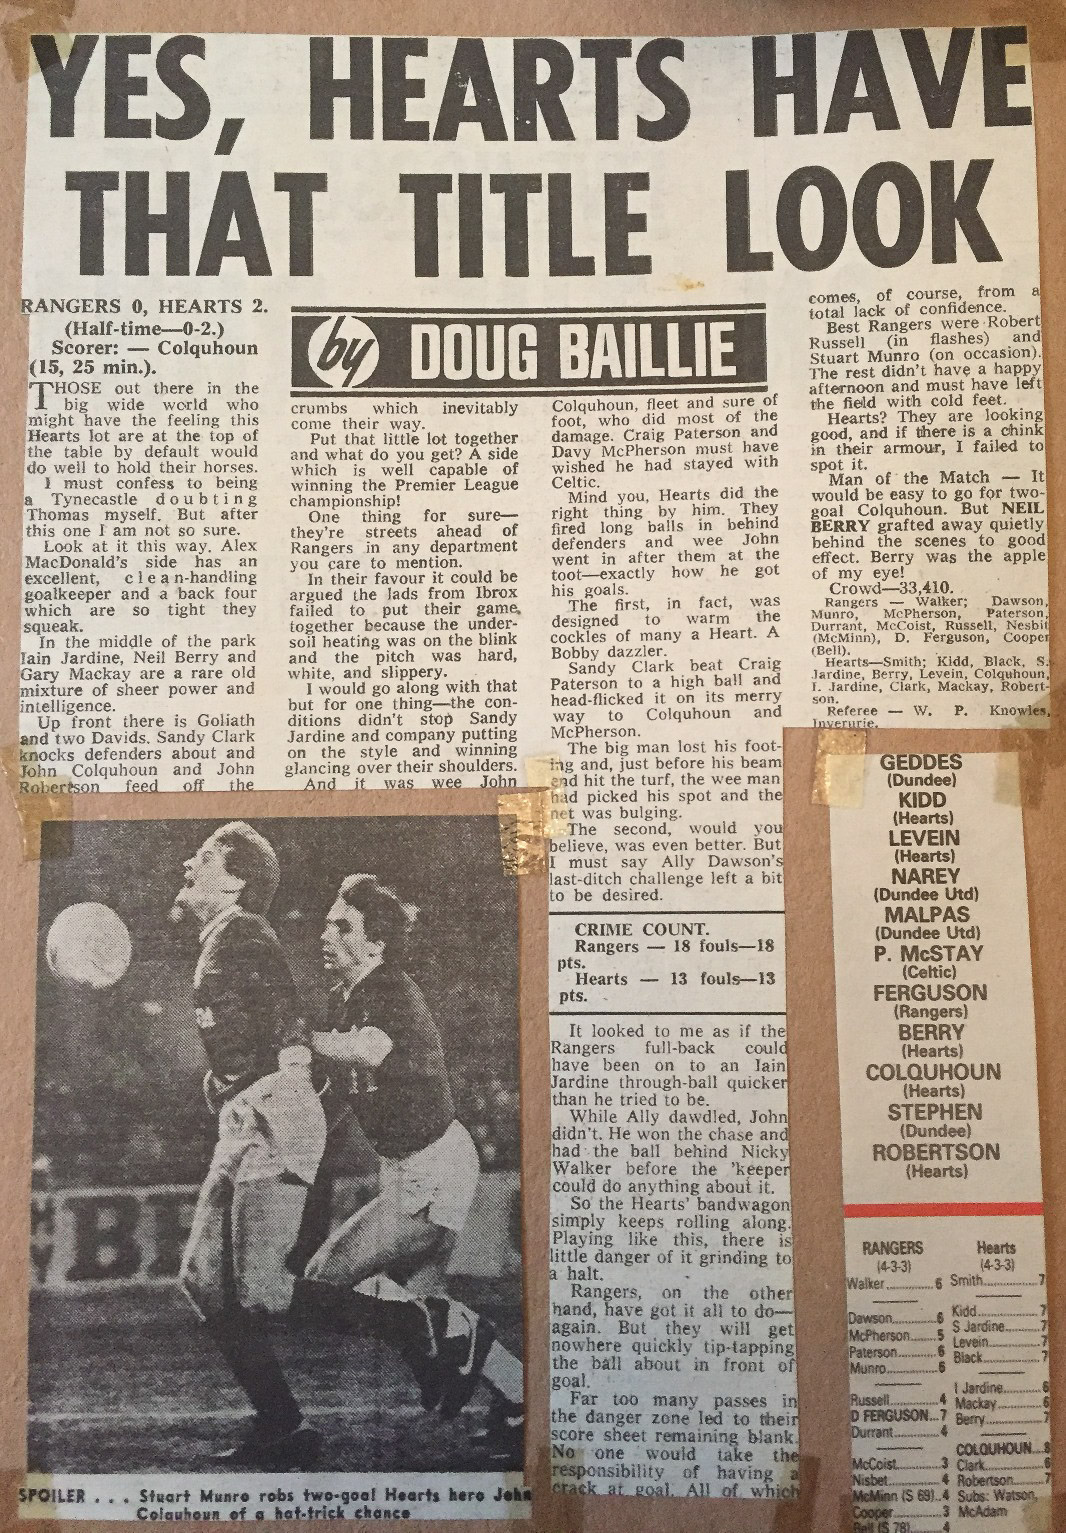 YES, HEARTS HAVE
THAT TITLE LOOK
RANGERS 0, HEARTS 2.
(Half-time—0-2.)
Scorer: — Colquhoun
(15, 25 min.).
THOSE out there in the
big wide world who
might have the feeling this
Hearts lot are at the top of
the table by default would
do well to hold their horses.
I must confess to being
a Tynecastle doubting
Thomas myself. But after
this one I am not so sure.
Look at it this way. Alex
MacDonald's side has an
excellent, clean-handling
goalkeeper and a back four
which are so tight they
squeak.
In the middle of the park
Iain Jardine, Neil Berry and
Gary Mackay are a rare old
mixture of sheer power and
intelligence.
Up front there is Goliath
and two Davids. Sandy Clark
knocks defenders about and
John Colquhoun and John
Robertson feed off the
by DOUG BAILLIE
crumbs which inevitably
come their way.
Put that little lot together
and what do you get? A side
which is well capable of
winning the Premier League
championship!
One thing for sure—
they're streets ahead of
Rangers in any department
you care to mention.
In their favour it could be
argued the lads from Ibrox
failed to put their game
together because the under-
soil heating was on the blink
and the pitch was hard,
white, and slippery.
I would go along with that
but for one thing—the con-
ditions didn't stop Sandy
Jardine and company putting
on the style and winning
glancing over their shoulders.
And it was wee John
Colquhoun, fleet and sure of
foot, who did most of the
damage. Craig Paterson and
Davy McPherson must have
wished he had stayed with
Celtic.
Mind you, Hearts did the
right thing by him. They
fired long balls in behind
defenders and wee John
went in after them at the
toot—exactly how he got
his goals.
The first, in fact, was
designed to warm the
cockles of many a Heart. A
Bobby dazzler.
Sandy Clark beat Craig
Paterson to a high ball and
head-flicked it on its merry
way to Colquhoun and
McPherson.
The big man lost his foot-
ing and, just before his beam
end hit the turf, the wee man
had picked his spot and the
net was bulging.
The second, would you
believe, was even better. But
I must say Ally Dawson's
last-ditch challenge left a bit
to be desired.
CRIME COUNT.
Rangers — 18 fouls—18
pts.
Hearts — 13 fouls—13
pts.
It looked to me as if the
Rangers full-back could
have been on to an Iain
Jardine through-ball quicker
than he tried to be.
While Ally dawdled, John
didn't. He won the chase and
had the ball behind Nicky
Walker before the 'keeper
could do anything about it.
So the Hearts' bandwagon
simply keeps rolling along.
Playing like this, there is
little danger of it grinding to
a halt.
Rangers, on the other
hand, have got it all to do—
again. But they will get
nowhere quickly tip-tapping
the ball about in front of
goal.
Far too many passes in
the danger zone led to their
score sheet remaining blank.
No one would take the
responsibility of having a
crack at goal. All of which
comes, of course, from a
total lack of confidence.
Best Rangers were Robert
Russell (in flashes) and
Stuart Munro (on occasion).
The rest didn't have a happy
afternoon and must have left
the field with cold feet.
Hearts? They are looking
good, and if there is a chink
in their armour, I failed to
spot it.
Man of the Match — It
would be easy to go for two-
goal Colquhoun. But NEIL
BERRY grafted away quietly
behind the scenes to good
effect. Berry was the apple
of my eye!
Crowd—33,410.
Rangers — Walker; Dawson,
Munro, McPherson, Paterson,
Durrant, McCoist, Russell, Nesbit
(McMinn), D. Ferguson, Cooper
(Bell).
Hearts—Smith; Kidd, Black, S.
Jardine, Berry, Levein, Colquhoun,
I. Jardine, Clark, Mackay, Robert-
son.
Referee — W. P. Knowles,
Inverurie.
SPOILER . . . Stuart Munro robs two-goal Hearts hero John
Colquhoun of a hat-trick chance
GEDDES
(Dundee)
KIDD
(Hearts)
LEVEIN
(Hearts)
NAREY
(Dundee Utd)
MALPAS
(Dundee Utd)
P. McSTAY
(Celtic)
FERGUSON
(Rangers)
BERRY
(Hearts)
COLQUHOUN
(Hearts)
STEPHEN
(Dundee)
ROBERTSON
(Hearts)
RANGERS
(4-3-3)
Walker 6
Dawson 6
McPherson 5
Paterson 6
Munro 6
Russell 4
D FERGUSON 7
Durrant 4
McCoist 3
Nisbet 4
McMinn (S 69) 4
Cooper 3
Bell (S 78) 4
Hearts
(4-3-3)
Smith 7
Kidd 7
S Jardine 7
Levein 7
Black 7
I Jardine 6
Mackay 6
Berry 7
COLQUHOUN 8
Clark 6
Robertson 7
Subs: Watson,
McAdam